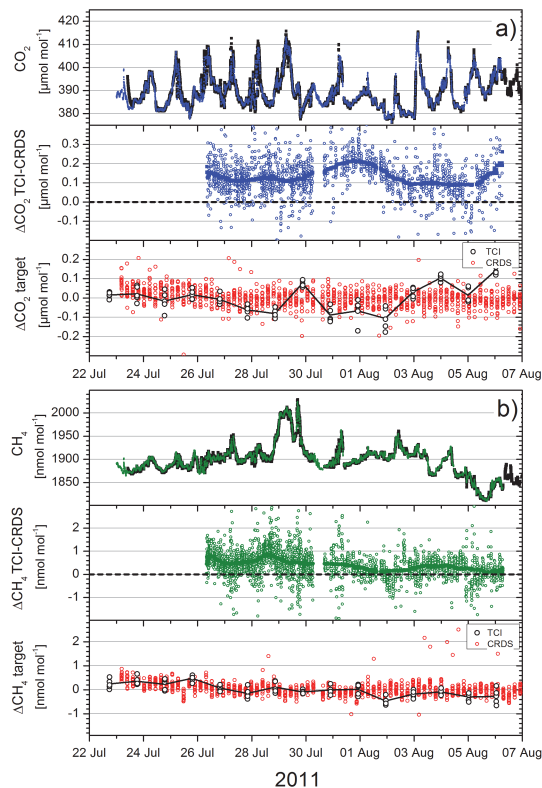 a)
420
410
400
390
380
CO2
[µmol mol-1]
0.3
0.2
0.1
0.0
-0.1
ΔCO2 TCI-CRDS
[µmol mol-1]
0.2
0.1
0.0
-0.1
-0.2
ΔCO2 target
[µmol mol-1]
TCI
CRDS
22 Jul 24 Jul 26 Jul 28 Jul 30 Jul 01 Aug 03 Aug 05 Aug 07 Aug
b)
2000
1950
1900
1850
CH4
[nmol mol-1]
2
1
0
-1
ΔCH4 TCI-CRDS
[nmol mol-1]
2
1
0
-1
ΔCH4 target
[nmol mol-1]
TCI
CRDS
22 Jul 24 Jul 26 Jul 28 Jul 30 Jul 01 Aug 03 Aug 05 Aug 07 Aug
2011